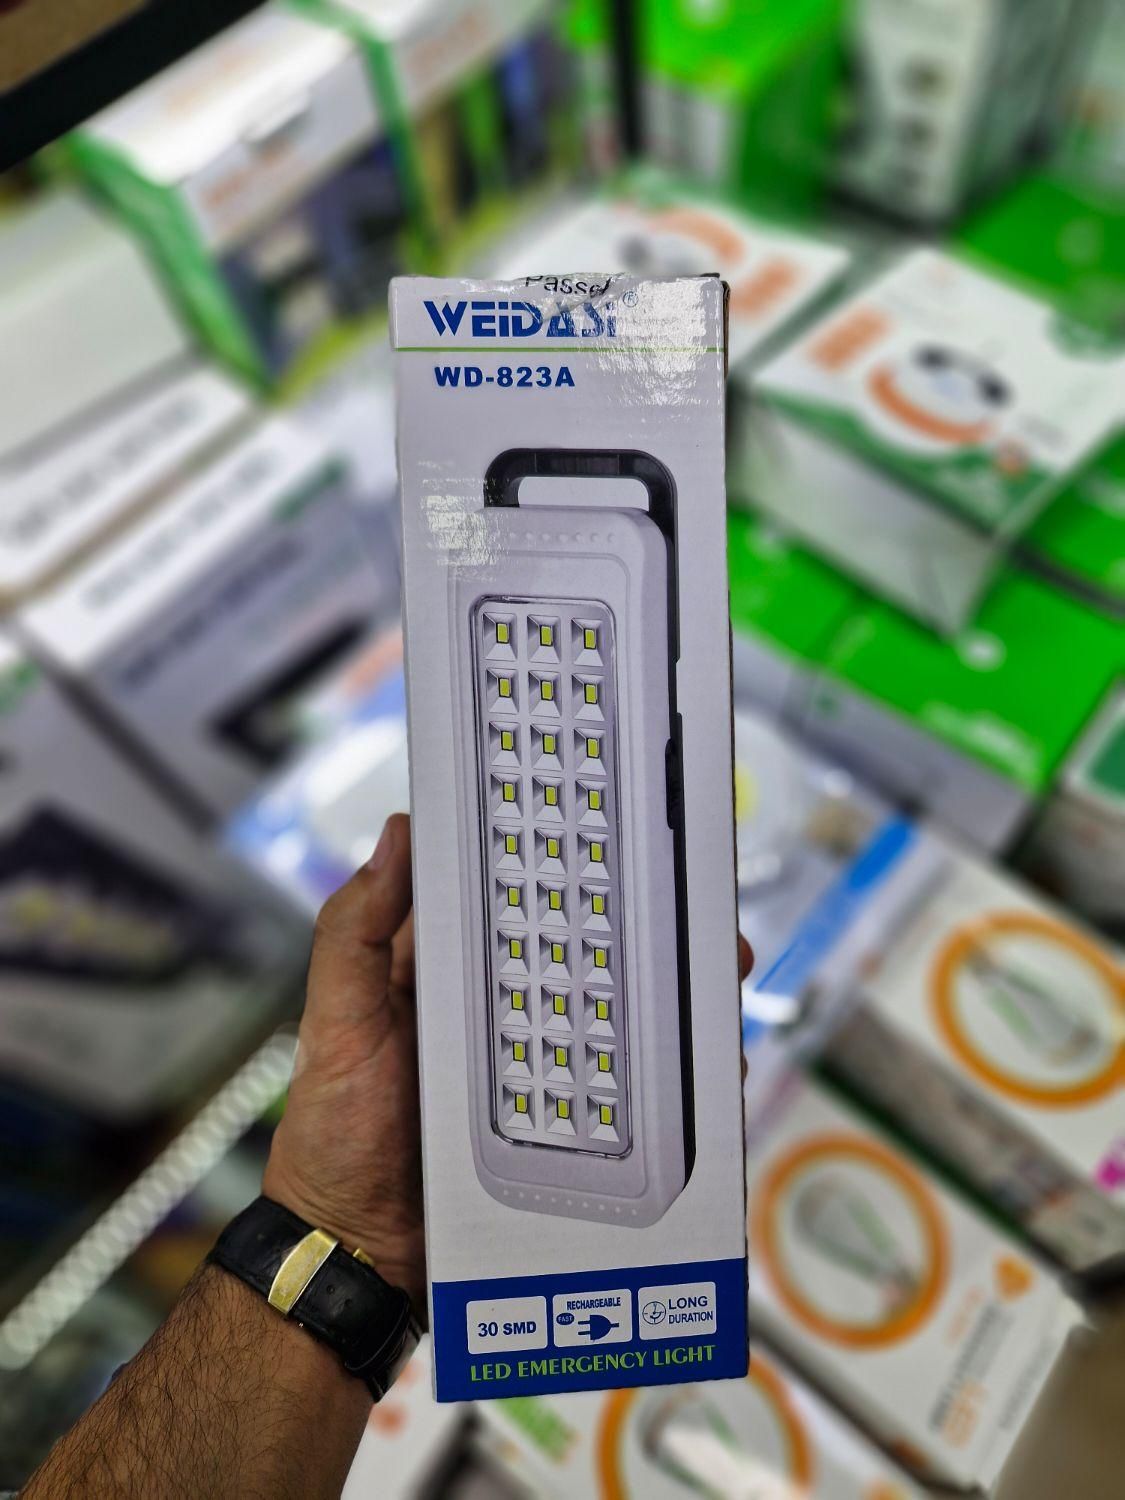 Passed
WEIDASI®
WD-823A
30 SMD
FAST
RECHARGEABLE
LONG
DURATION
LED EMERGENCY LIGHT